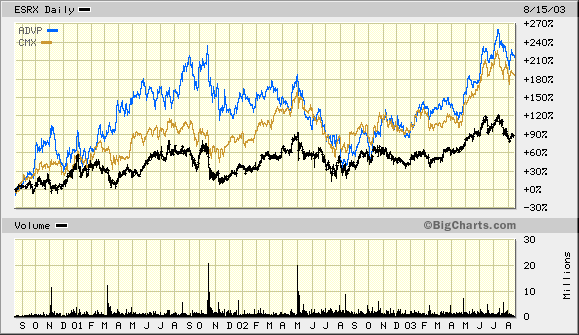 ESRX Daily 8/15/03
ADVP
CMX
+270%
+240%
+210%
+180%
+150%
+120%
+90%
+60%
+30%
+0%
-30%
Volume ©BigCharts.com
30
20
10
0
Millions
S O N D 01 F M A M J J A S O N D 02 F M A M J J A S O N D 03 F M A M J J A